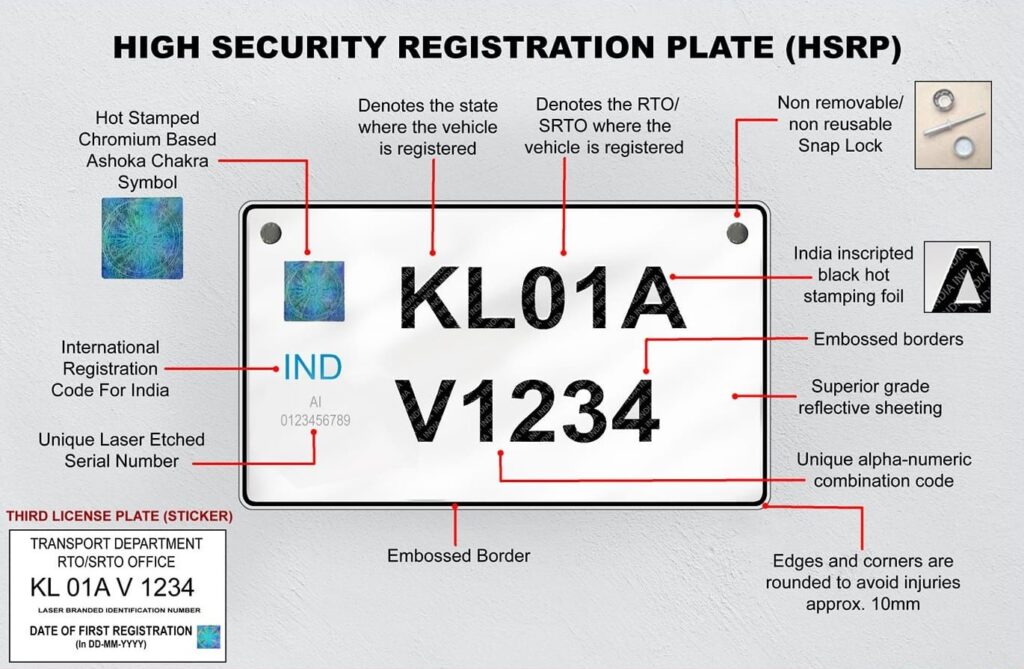 HIGH SECURITY REGISTRATION PLATE (HSRP)
Hot Stamped
Chromium Based
Ashoka Chakra
Symbol
Denotes the state
where the vehicle
is registered
Denotes the RTO/
SRTO where the
vehicle is registered
Non removable/
non reusable
Snap Lock
India inscripted
black hot
stamping foil
KL01A
IND
V1234
AI
0123456789
International
Registration
Code For India
Unique Laser Etched
Serial Number
Embossed borders
Superior grade
reflective sheeting
Unique alpha-numeric
combination code
Embossed Border
Edges and corners are
rounded to avoid injuries
approx. 10mm
THIRD LICENSE PLATE (STICKER)
TRANSPORT DEPARTMENT
RTO/SRTO OFFICE
KL 01A V 1234
LASER BRANDED IDENTIFICATION NUMBER
DATE OF FIRST REGISTRATION
(In DD-MM-YYYY)